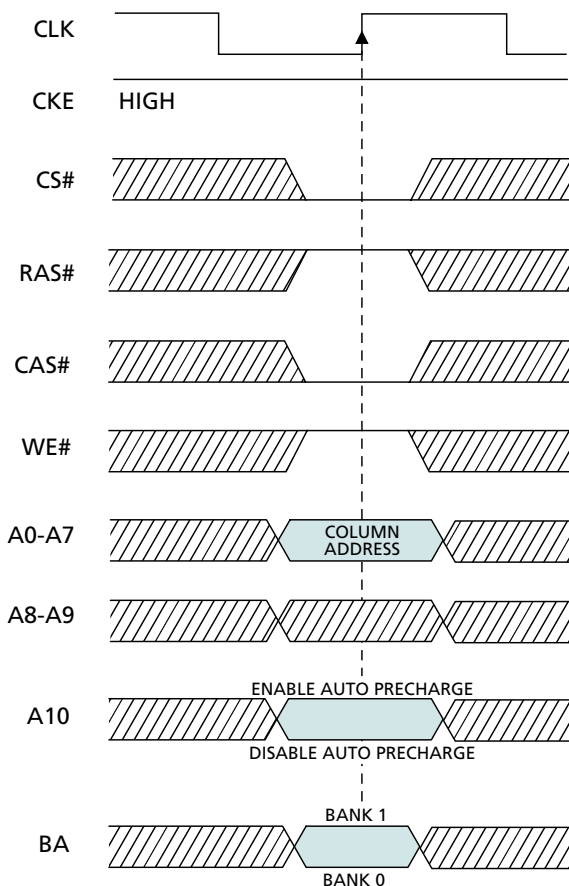 CLK
CKE HIGH
CS#
RAS#
CAS#
WE#
A0-A7 COLUMN
ADDRESS
A8-A9
ENABLE AUTO PRECHARGE
A10
DISABLE AUTO PRECHARGE
BANK 1
BA
BANK 0